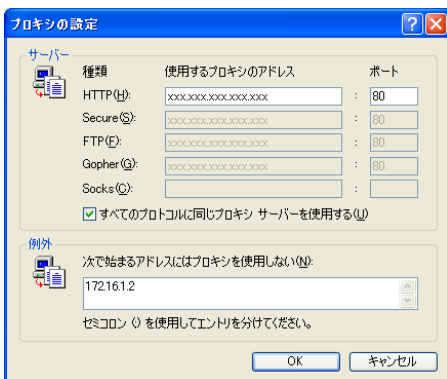 プロキシの設定
サーバー
種類 使用するプロキシのアドレス ポート
HTTP(H): xxx.xxx.xxx.xxx.xxx : 80
Secure(S): xxx.xxx.xxx.xxx.xxx : 80
FTP(F): xxx.xxx.xxx.xxx.xxx : 80
Gopher(G): xxx.xxx.xxx.xxx.xxx : 80
Socks(C): :
すべてのプロトコルに同じプロキシ サーバーを使用する(U)
例外
次で始まるアドレスにはプロキシを使用しない(N):
172.16.1.2
セミコロン (;) を使用してエントリを分けてください。
OK キャンセル